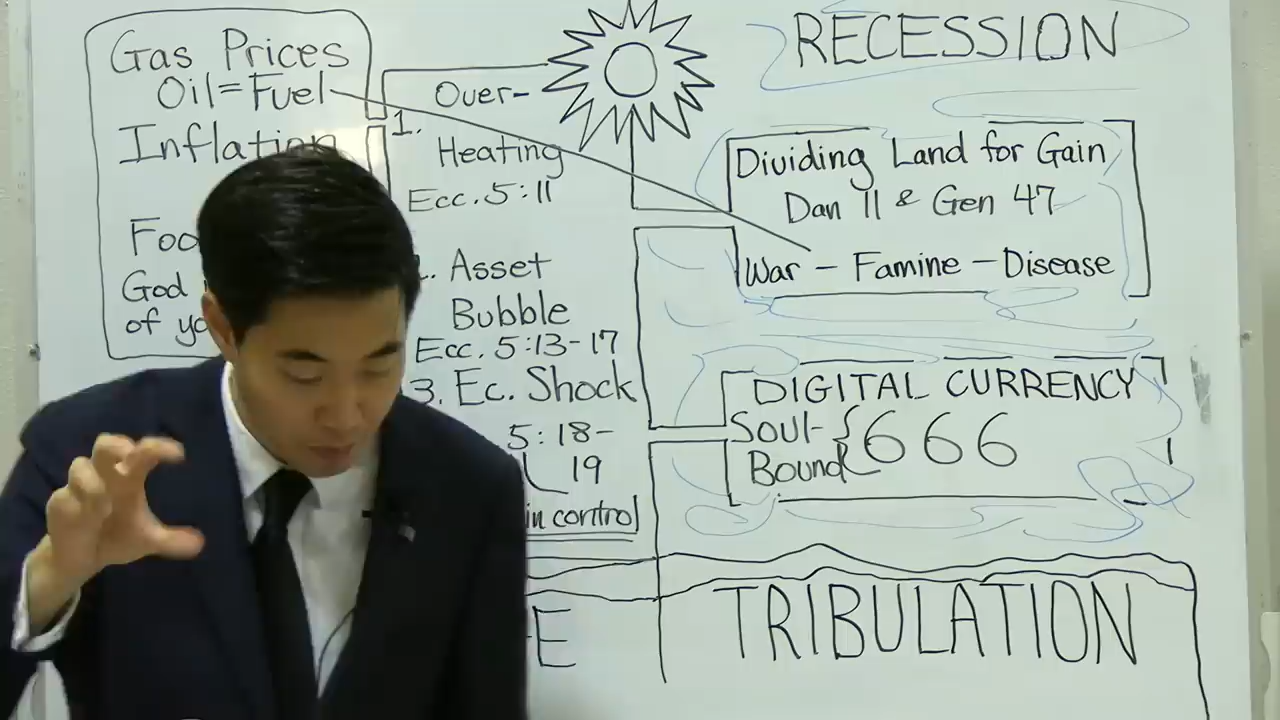 Gas Prices
Oil=Fuel
Inflation
God
of
1. Over-
Heating
Ecc. 5:11
Asset
Bubble
Ecc. 5:13-17
3. Ec. Shock
5:18-
19
in control
RECESSION
Dividing Land for Gain
Dan 11 & Gen 47
War - Famine - Disease
DIGITAL CURRENCY
Soul-
Bound
{666
TRIBULATION